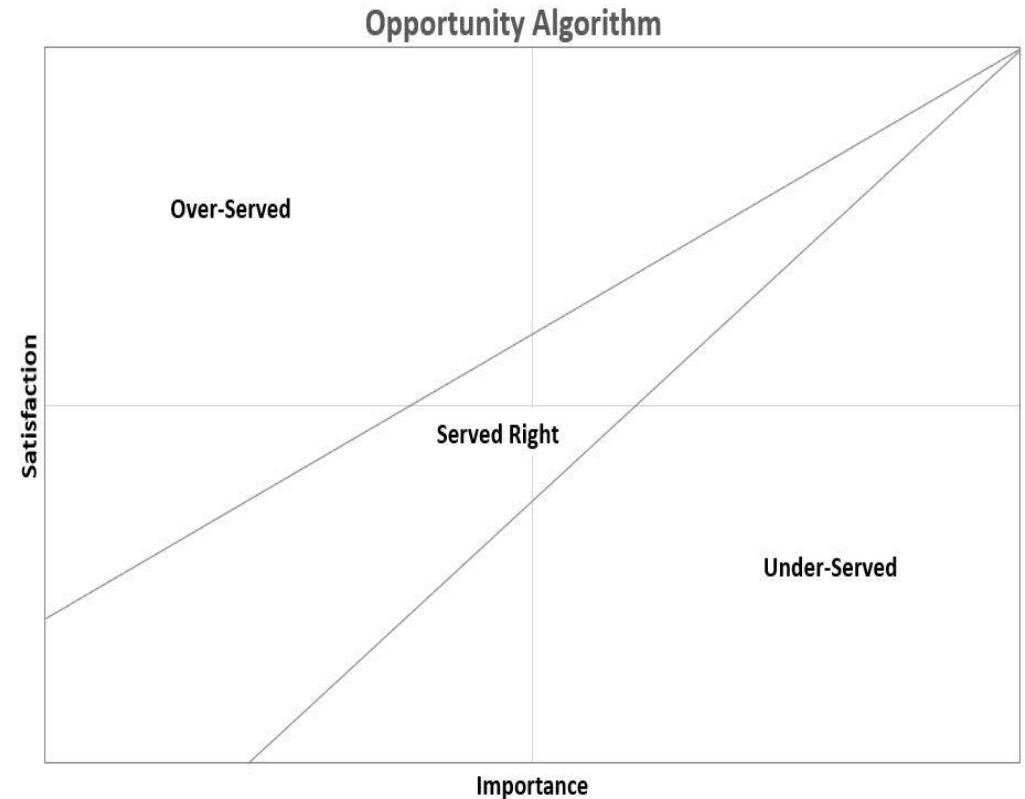 Opportunity Algorithm
Over-Served
Satisfaction
Served Right
Under-Served
Importance